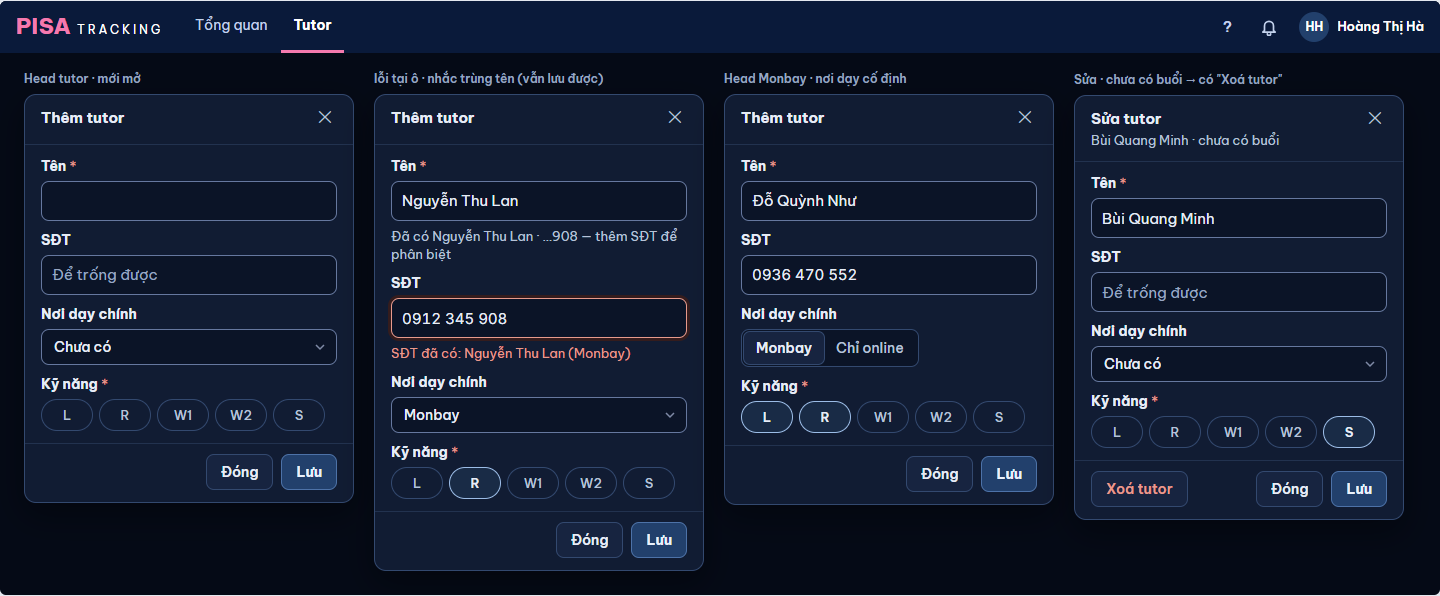 PISA TRACKING
Tổng quan
Tutor
?
HH
Hoàng Thị Hà
Head tutor · mới mở
Thêm tutor
Tên *
SĐT
Để trống được
Nơi dạy chính
Chưa có
Kỹ năng *
L R W1 W2 S
Đóng Lưu
lỗi tại ô · nhắc trùng tên (vẫn lưu được)
Thêm tutor
Tên *
Nguyễn Thu Lan
Đã có Nguyễn Thu Lan · …908 — thêm SĐT để
phân biệt
SĐT
0912 345 908
SĐT đã có: Nguyễn Thu Lan (Monbay)
Nơi dạy chính
Monbay
Kỹ năng *
L R W1 W2 S
Đóng Lưu
Head Monbay · nơi dạy cố định
Thêm tutor
Tên *
Đỗ Quỳnh Như
SĐT
0936 470 552
Nơi dạy chính
Monbay Chỉ online
Kỹ năng *
L R W1 W2 S
Đóng Lưu
Sửa · chưa có buổi → có "Xoá tutor"
Sửa tutor
Bùi Quang Minh · chưa có buổi
Tên *
Bùi Quang Minh
SĐT
Để trống được
Nơi dạy chính
Chưa có
Kỹ năng *
L R W1 W2 S
Xoá tutor Đóng Lưu